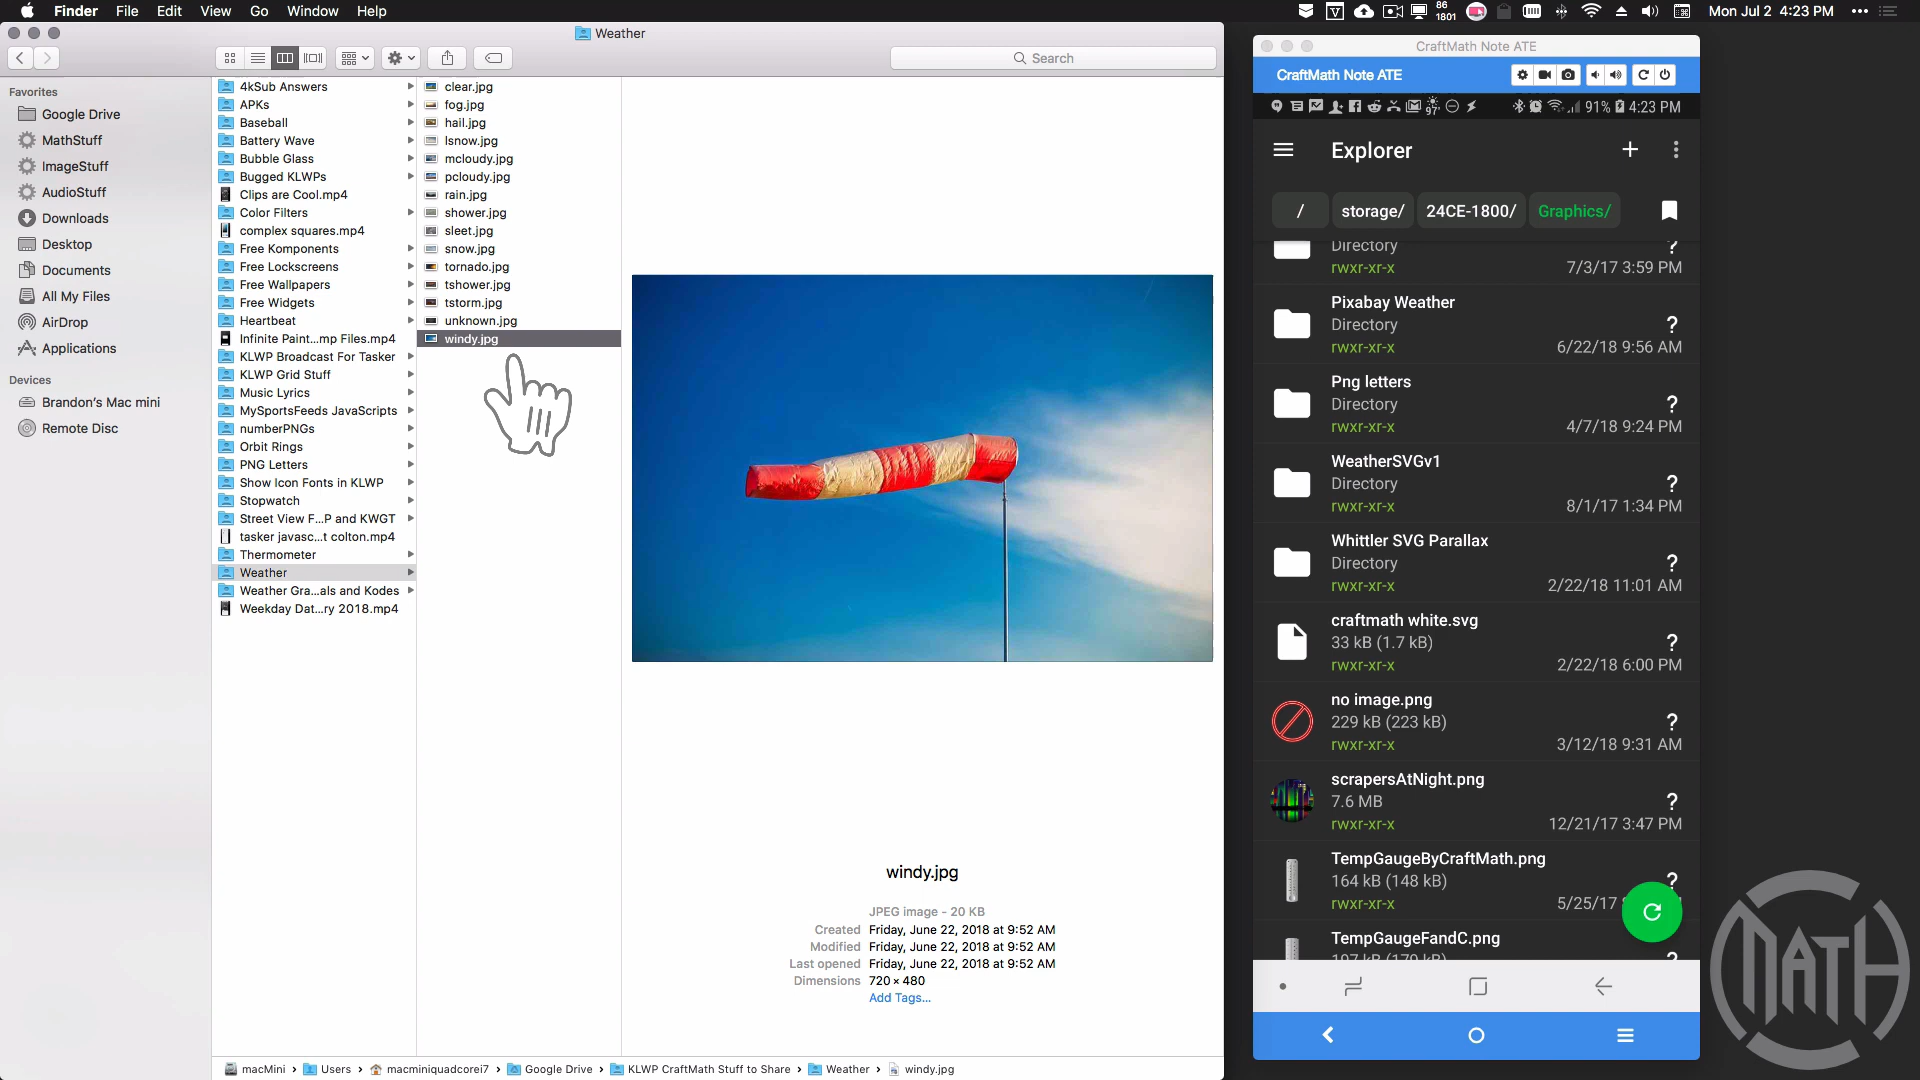 Finder File Edit View Go Window Help
86
1801
Mon Jul 2 4:23 PM
Weather
Search
Favorites
Google Drive
MathStuff
ImageStuff
AudioStuff
Downloads
Desktop
Documents
All My Files
AirDrop
Applications
Devices
Brandon's Mac mini
Remote Disc
4kSub Answers
APKs
Baseball
Battery Wave
Bubble Glass
Bugged KLWPs
Clips are Cool.mp4
Color Filters
complex squares.mp4
Free Komponents
Free Lockscreens
Free Wallpapers
Free Widgets
Heartbeat
Infinite Paint...mp Files.mp4
KLWP Broadcast For Tasker
KLWP Grid Stuff
Music Lyrics
MySportsFeeds JavaScripts
numberPNGs
Orbit Rings
PNG Letters
Show Icon Fonts in KLWP
Stopwatch
Street View F...P and KWGT
tasker javasc...t colton.mp4
Thermometer
Weather
Weather Gra...als and Kodes
Weekday Dat...ry 2018.mp4
clear.jpg
fog.jpg
hail.jpg
lsnow.jpg
mcloudy.jpg
pcloudy.jpg
rain.jpg
shower.jpg
sleet.jpg
snow.jpg
tornado.jpg
tshower.jpg
tstorm.jpg
unknown.jpg
windy.jpg
windy.jpg
JPEG image - 20 KB
Created Friday, June 22, 2018 at 9:52 AM
Modified Friday, June 22, 2018 at 9:52 AM
Last opened Friday, June 22, 2018 at 9:52 AM
Dimensions 720 × 480
Add Tags...
macMini › Users › macminiquadcorei7 › Google Drive › KLWP CraftMath Stuff to Share › Weather › windy.jpg
CraftMath Note ATE
CraftMath Note ATE
97° 91% 4:23 PM
Explorer
/ storage/ 24CE-1800/ Graphics/
Directory ?
rwxr-xr-x 7/3/17 3:59 PM
Pixabay Weather
Directory ?
rwxr-xr-x 6/22/18 9:56 AM
Png letters
Directory ?
rwxr-xr-x 4/7/18 9:24 PM
WeatherSVGv1
Directory ?
rwxr-xr-x 8/1/17 1:34 PM
Whittler SVG Parallax
Directory ?
rwxr-xr-x 2/22/18 11:01 AM
craftmath white.svg
33 kB (1.7 kB) ?
rwxr-xr-x 2/22/18 6:00 PM
no image.png
229 kB (223 kB) ?
rwxr-xr-x 3/12/18 9:31 AM
scrapersAtNight.png
7.6 MB ?
rwxr-xr-x 12/21/17 3:47 PM
TempGaugeByCraftMath.png
164 kB (148 kB) ?
rwxr-xr-x 5/25/17
TempGaugeFandC.png
197 kB (179 kB) ?
MATH